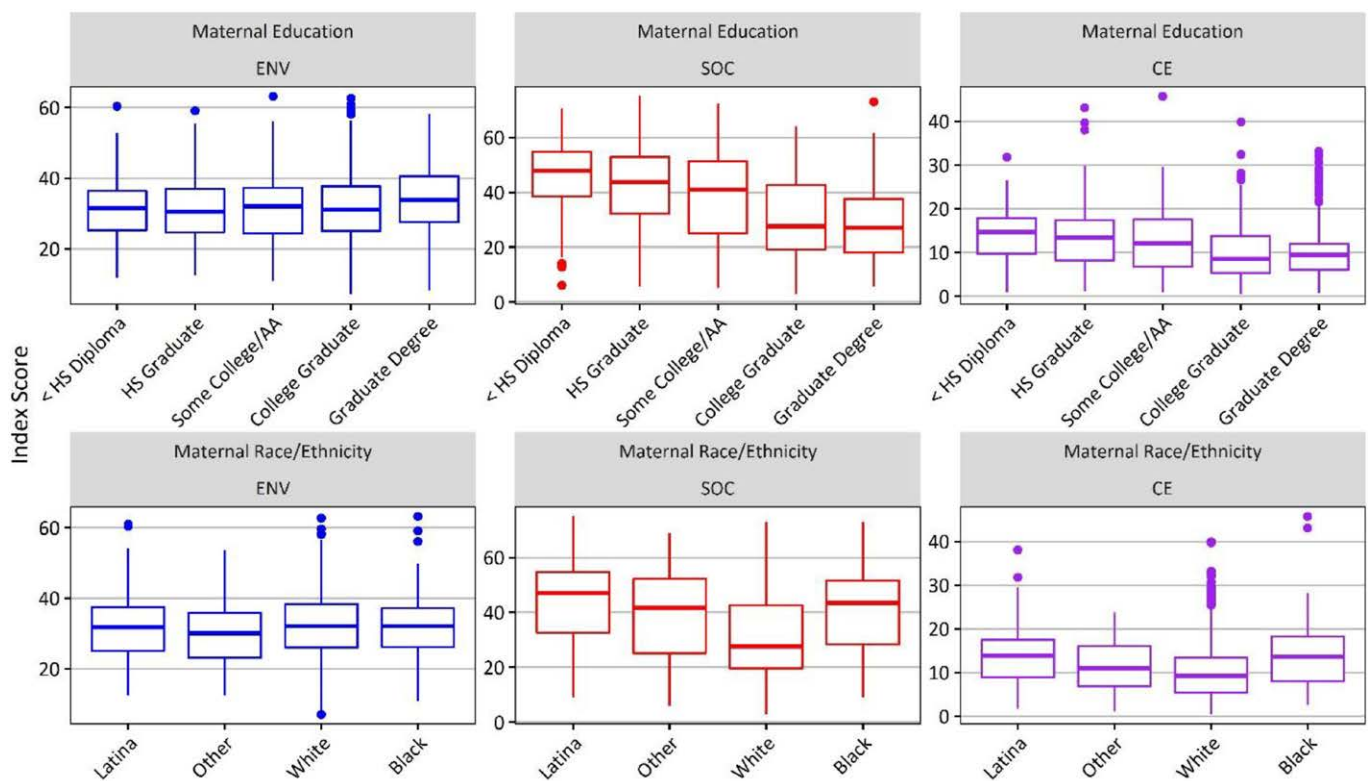 Maternal Education
ENV
Maternal Education
SOC
Maternal Education
CE
60
40
20
60
40
20
0
40
30
20
10
0
< HS Diploma
HS Graduate
Some College/AA
College Graduate
Graduate Degree
< HS Diploma
HS Graduate
Some College/AA
College Graduate
Graduate Degree
< HS Diploma
HS Graduate
Some College/AA
College Graduate
Graduate Degree
Index Score
Maternal Race/Ethnicity
ENV
Maternal Race/Ethnicity
SOC
Maternal Race/Ethnicity
CE
60
40
20
60
40
20
0
40
30
20
10
0
Latina
Other
White
Black
Latina
Other
White
Black
Latina
Other
White
Black